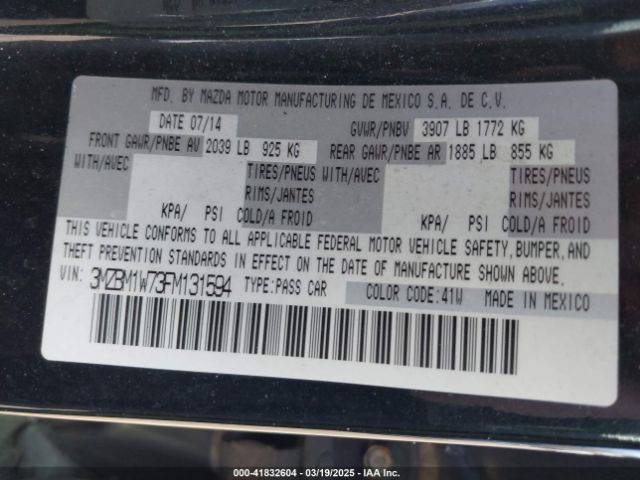 MFD. BY MAZDA MOTOR MANUFACTURING DE MEXICO S.A. DE C.V.
DATE 07/14 GVWR/PNBV 3907 LB 1772 KG
FRONT GAWR/PNBE AV 2039 LB 925 KG REAR GAWR/PNBE AR 1885 LB 855 KG
WITH/AVEC TIRES/PNEUS WITH/AVEC TIRES/PNEUS
RIMS/JANTES RIMS/JANTES
KPA/ PSI COLD/A FROID KPA/ PSI COLD/A FROID
THIS VEHICLE CONFORMS TO ALL APPLICABLE FEDERAL MOTOR VEHICLE SAFETY, BUMPER, AND
THEFT PREVENTION STANDARDS IN EFFECT ON THE DATE OF MANUFACTURE SHOWN ABOVE.
VIN: 3MZBM1W73FM131594 TYPE:PASS CAR COLOR CODE:41W MADE IN MEXICO
000-41832604 — 03/19/2025 — IAA Inc.